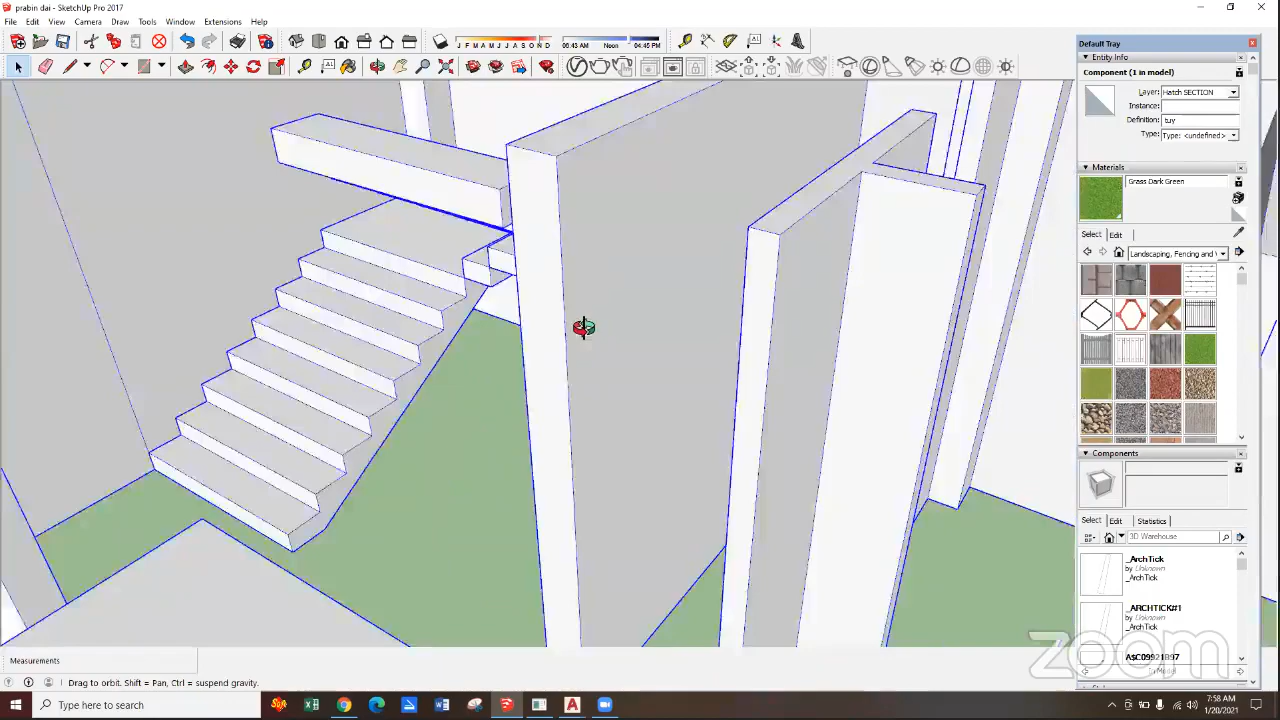 prabin dai - SketchUp Pro 2017
File Edit View Camera Draw Tools Window Extensions Help
J F M A M J J A S O N D
06:43 AM Noon 04:45 PM
Default Tray
Entity Info
Component (1 in model)
Layer: Hatch SECTION
Instance:
Definition: tuy
Type: Type: <undefined>
Materials
Grass Dark Green
Select Edit
Landscaping, Fencing and V
Components
Select Edit Statistics
3D Warehouse
_ArchTick
by Unknown
_ArchTick
_ARCHTICK#1
by Unknown
_ArchTick
In Model
zoom
Measurements
Drag to orbit. Shift = Pan, Ctrl = suspend gravity.
Type here to search
7:58 AM
1/20/2021